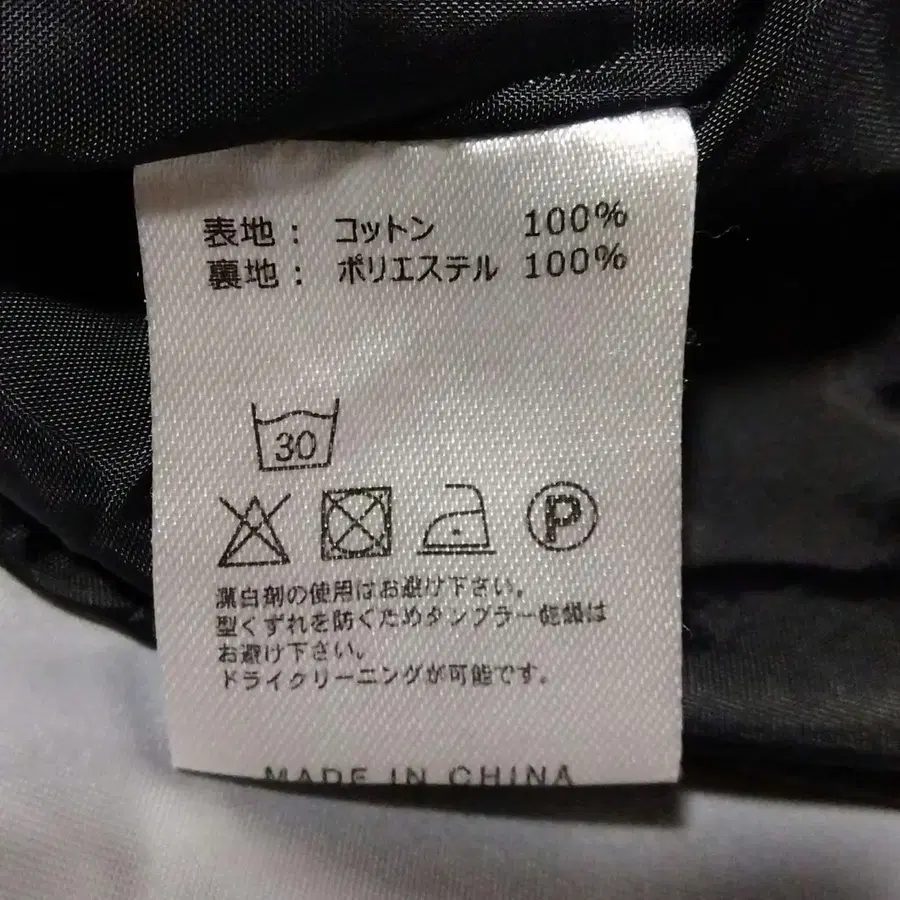 表地： コットン 100%
裏地： ポリエステル 100%
30
P
漂白剤の使用はお避け下さい。
型くずれを防くためタンブラー乾燥は
お避け下さい。
ドライクリーニングが可能です。
MADE IN CHINA